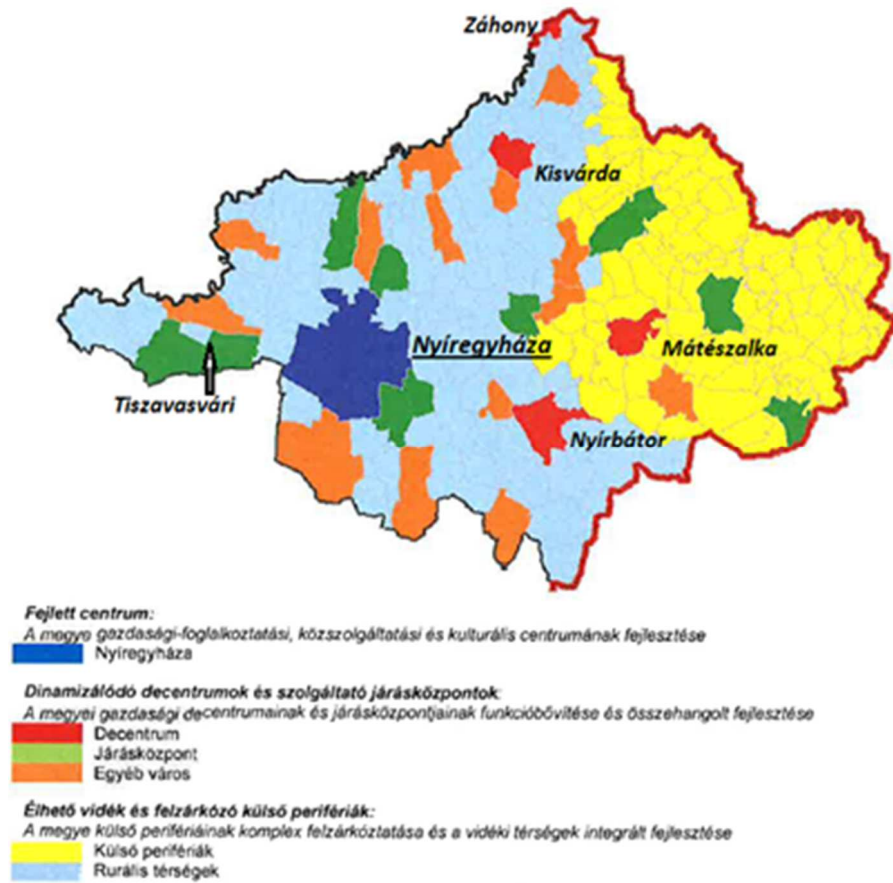 Záhony
Kisvárda
Nyíregyháza
Mátészalka
Tiszavasvári
Nyírbátor
Fejlett centrum:
A megye gazdasági-foglalkoztatási, közszolgáltatási és kulturális centrumának fejlesztése
Nyíregyháza
Dinamizálódó decentrumok és szolgáltató járásközpontok:
A megyei gazdasági decentrumainak és járásközpontjainak funkcióbővítése és összehangolt fejlesztése
Decentrum
Járásközpont
Egyéb város
Élhető vidék és felzárkózó külső perifériák:
A megye külső perifériáinak komplex felzárkóztatása és a vidéki térségek integrált fejlesztése
Külső perifériák
Rurális térségek